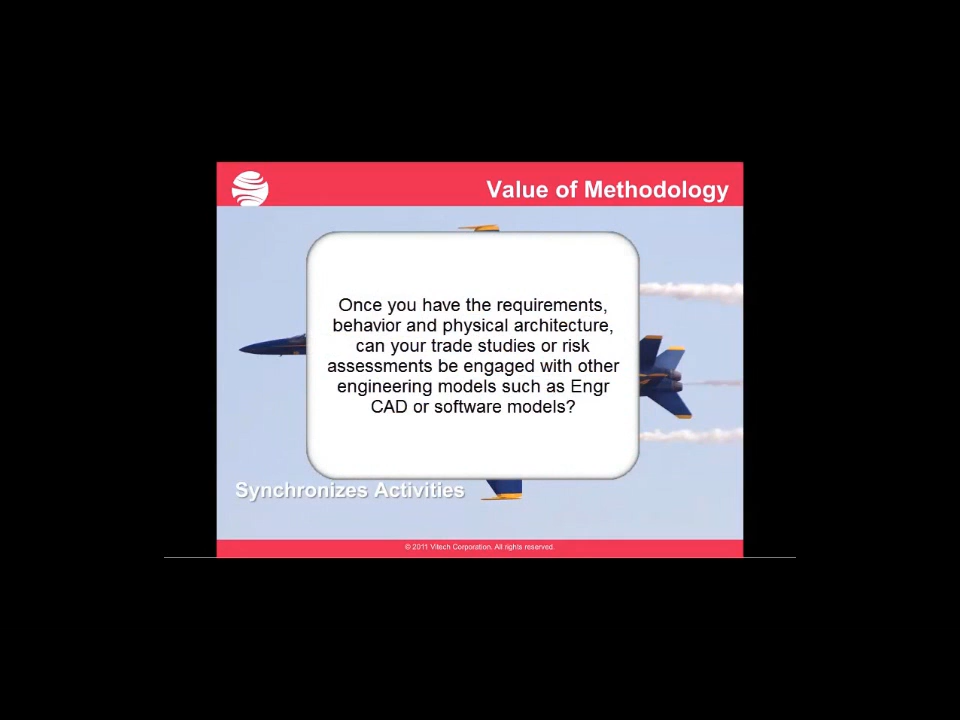 Value of Methodology
Once you have the requirements,
behavior and physical architecture,
can your trade studies or risk
assessments be engaged with other
engineering models such as Engr
CAD or software models?
Synchronizes Activities
© 2011 Vitech Corporation. All rights reserved.